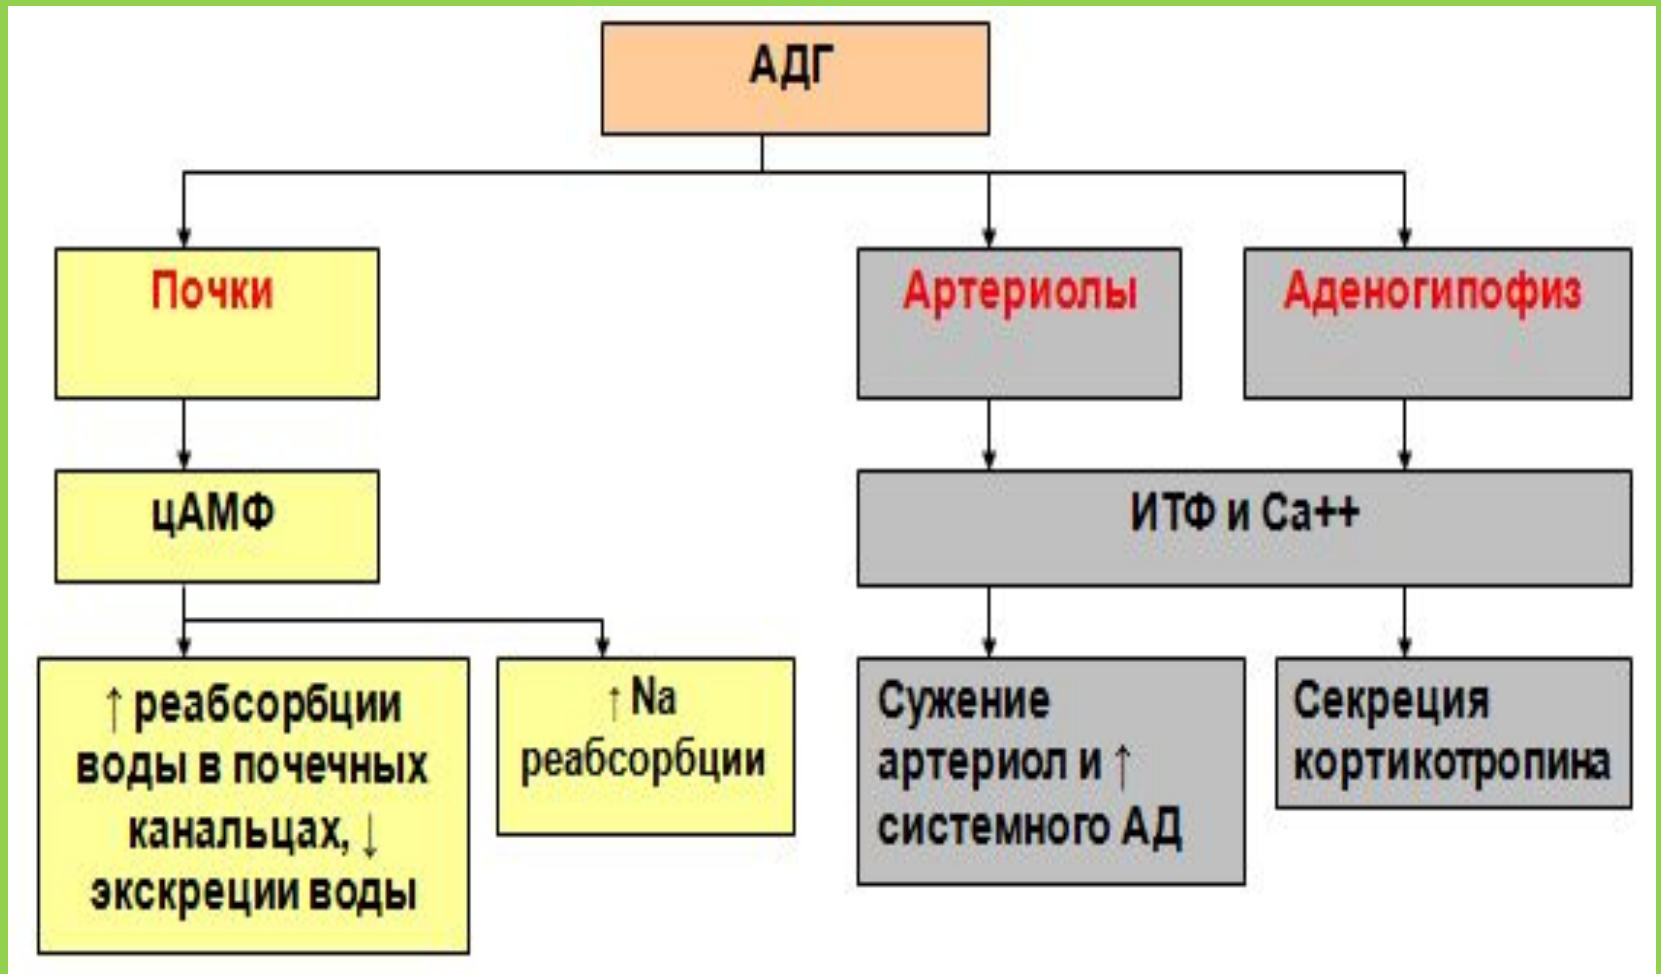 АДГ
Почки
Артериолы
Аденогипофиз
цАМФ
ИТФ и Са++
↑ реабсорбции
воды в почечных
канальцах, ↓
экскреции воды
↑ Na
реабсорбции
Сужение
артериол и ↑
системного АД
Секреция
кортикотропина